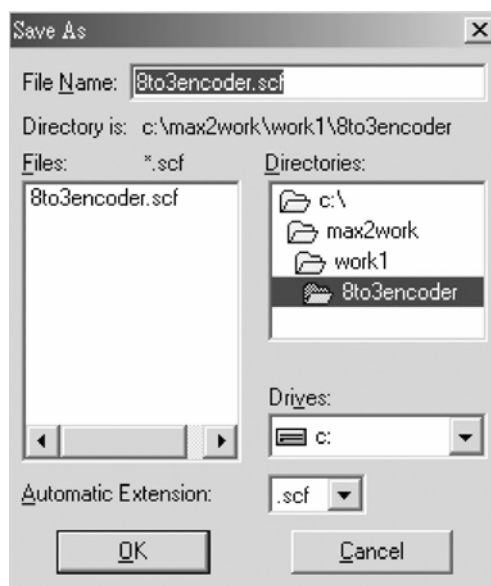 Save As
File Name: 8to3encoder.scf
Directory is: c:\max2work\work1\8to3encoder
Files: *.scf
8to3encoder.scf
Directories:
c:\
max2work
work1
8to3encoder
Drives:
c:
Automatic Extension: .scf
OK
Cancel